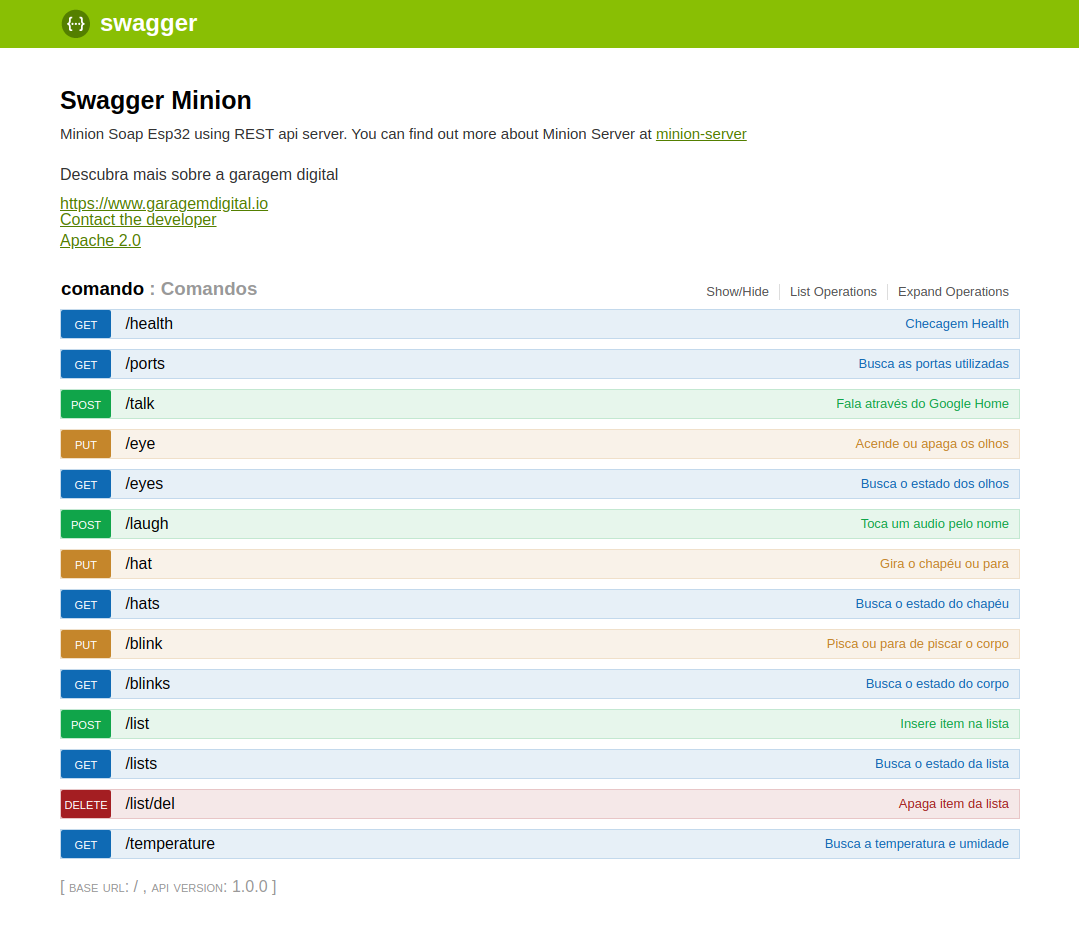 {···} swagger
Swagger Minion
Minion Soap Esp32 using REST api server. You can find out more about Minion Server at minion-server
Descubra mais sobre a garagem digital
https://www.garagemdigital.io
Contact the developer
Apache 2.0
comando : Comandos Show/Hide List Operations Expand Operations
GET /health Checagem Health
GET /ports Busca as portas utilizadas
POST /talk Fala através do Google Home
PUT /eye Acende ou apaga os olhos
GET /eyes Busca o estado dos olhos
POST /laugh Toca um audio pelo nome
PUT /hat Gira o chapéu ou para
GET /hats Busca o estado do chapéu
PUT /blink Pisca ou para de piscar o corpo
GET /blinks Busca o estado do corpo
POST /list Insere item na lista
GET /lists Busca o estado da lista
DELETE /list/del Apaga item da lista
GET /temperature Busca a temperatura e umidade
[ BASE URL: / , API VERSION: 1.0.0 ]